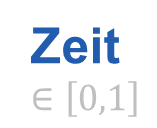 Zeit
∈ [0,1]